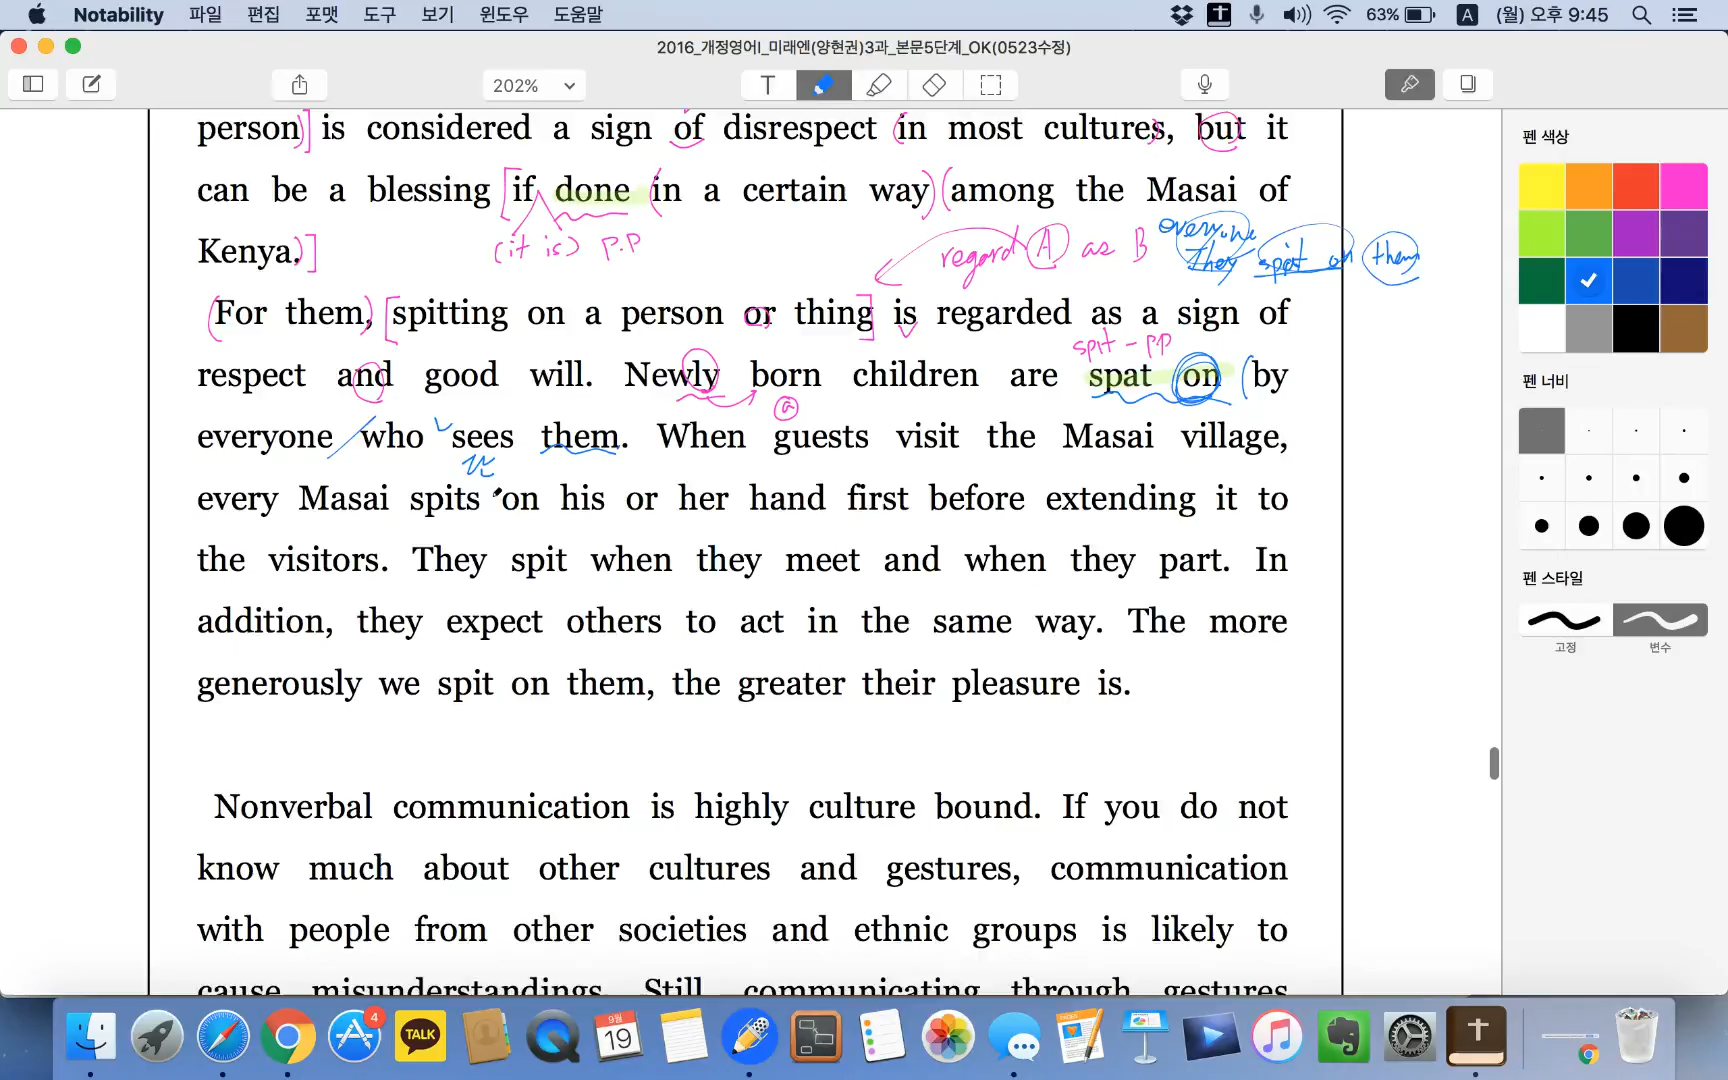 Notability 파일 편집 포맷 도구 보기 윈도우 도움말 63% A (월) 오후 9:45
2016_개정영어I_미래엔(양현권)3과_본문5단계_OK(0523수정)
202% T
person)] is considered a sign of disrespect (in most cultures), but it
can be a blessing [if done (in a certain way) (among the Masai of
(it is) p.p
Kenya.)]
regard A as B everyone they spit on them
(For them), [spitting on a person or thing] is regarded as a sign of
spit - pp
respect and good will. Newly born children are spat on (by
a
everyone / who sees them. When guests visit the Masai village,
every Masai spits on his or her hand first before extending it to
the visitors. They spit when they meet and when they part. In
addition, they expect others to act in the same way. The more
generously we spit on them, the greater their pleasure is.
Nonverbal communication is highly culture bound. If you do not
know much about other cultures and gestures, communication
with people from other societies and ethnic groups is likely to
cause misunderstandings. Still, communicating through gestures
펜 색상
펜 너비
펜 스타일
고정 변수
4
TALK
9월
19